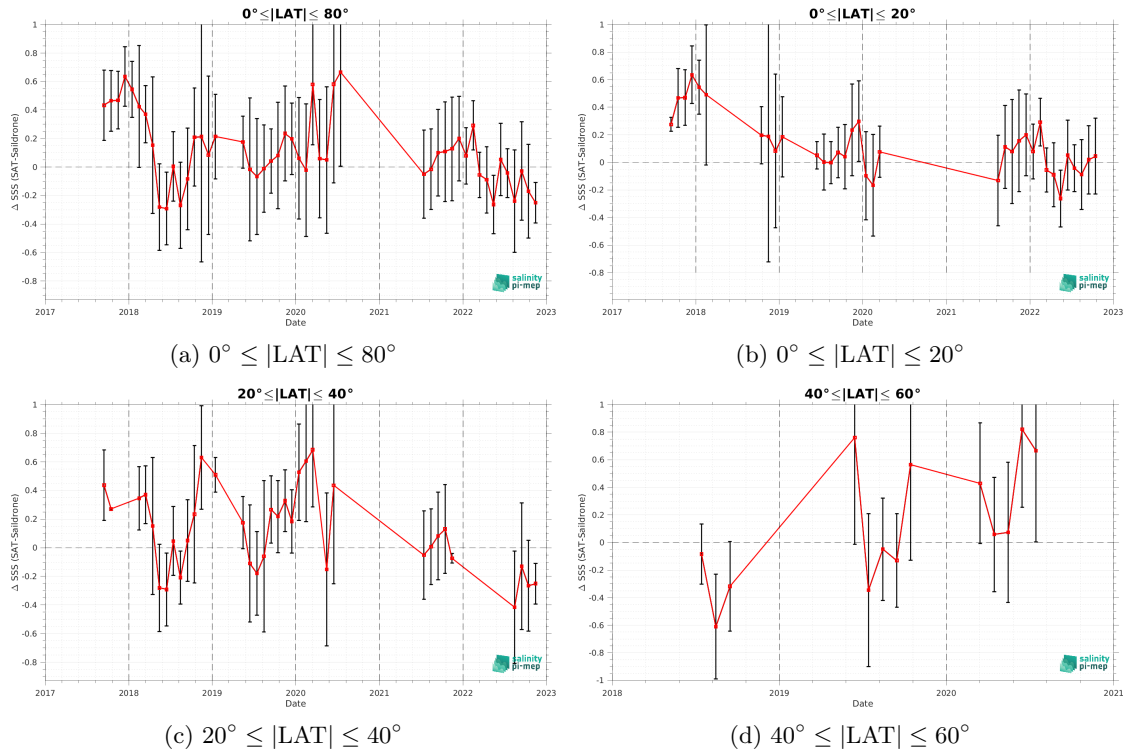 0°≤|LAT|≤ 80°
Δ SSS (SAT-Saildrone)
1
0.8
0.6
0.4
0.2
0
-0.2
-0.4
-0.6
-0.8
2017 2018 2019 2020 2021 2022 2023
Date
salinity
pi-mep
(a) 0° ≤ |LAT| ≤ 80°
0°≤|LAT|≤ 20°
Δ SSS (SAT-Saildrone)
1
0.8
0.6
0.4
0.2
0
-0.2
-0.4
-0.6
-0.8
2017 2018 2019 2020 2021 2022 2023
Date
salinity
pi-mep
(b) 0° ≤ |LAT| ≤ 20°
20°≤|LAT|≤ 40°
Δ SSS (SAT-Saildrone)
1
0.8
0.6
0.4
0.2
0
-0.2
-0.4
-0.6
-0.8
2017 2018 2019 2020 2021 2022 2023
Date
salinity
pi-mep
(c) 20° ≤ |LAT| ≤ 40°
40°≤|LAT|≤ 60°
Δ SSS (SAT-Saildrone)
1
0.8
0.6
0.4
0.2
0
-0.2
-0.4
-0.6
-0.8
-1
2018 2019 2020 2021
Date
salinity
pi-mep
(d) 40° ≤ |LAT| ≤ 60°